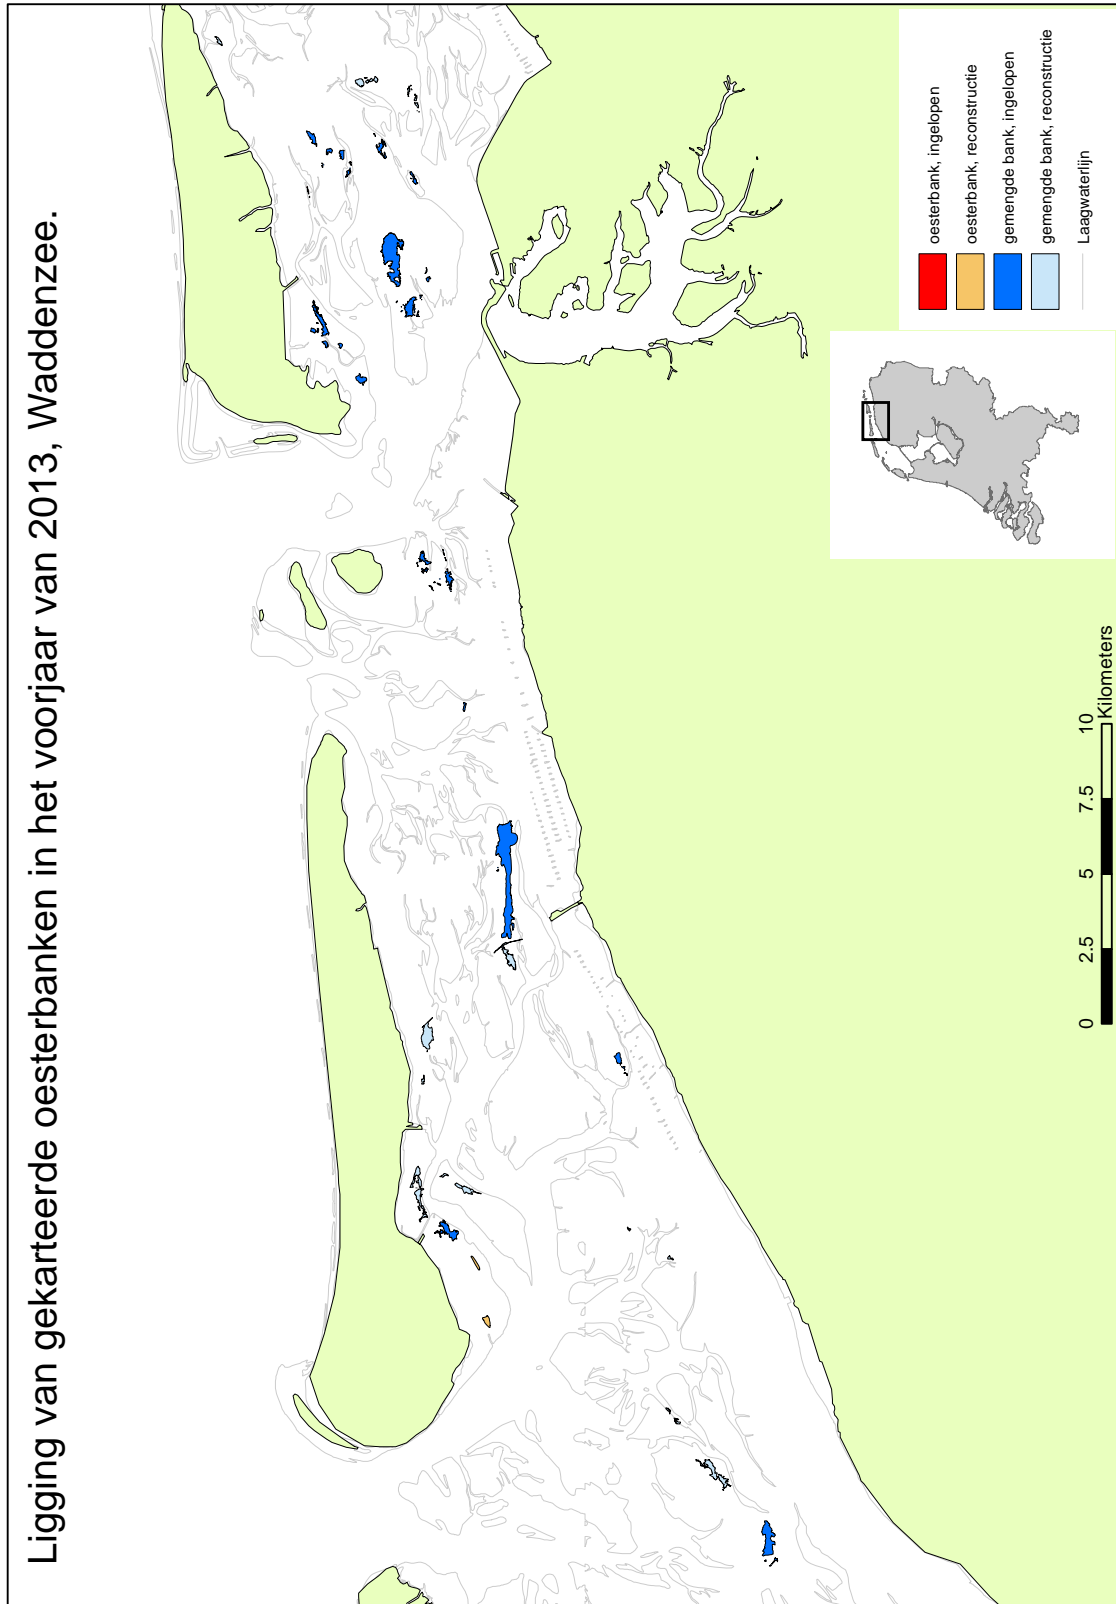 Ligging van gekarteerde oesterbanken in het voorjaar van 2013, Waddenzee.
oesterbank, ingelopen
oesterbank, reconstructie
gemengde bank, ingelopen
gemengde bank, reconstructie
Laagwaterlijn
0 2.5 5 7.5 10
Kilometers